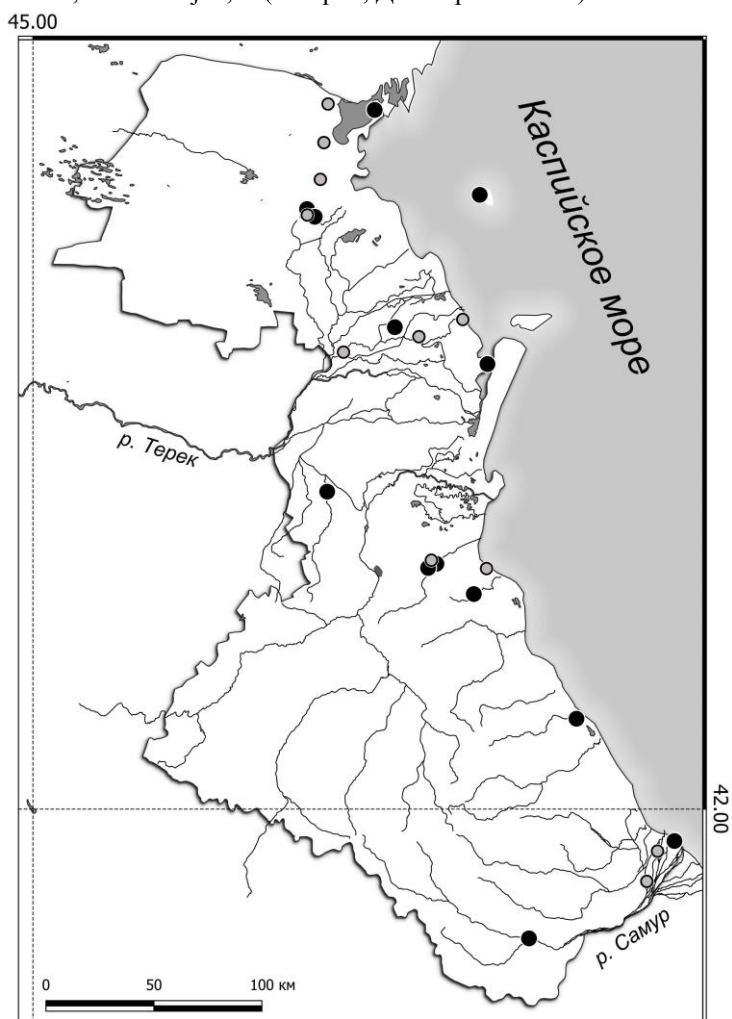 45.00
Каспийское море
р. Терек
42.00
р. Самур
0 50 100 км